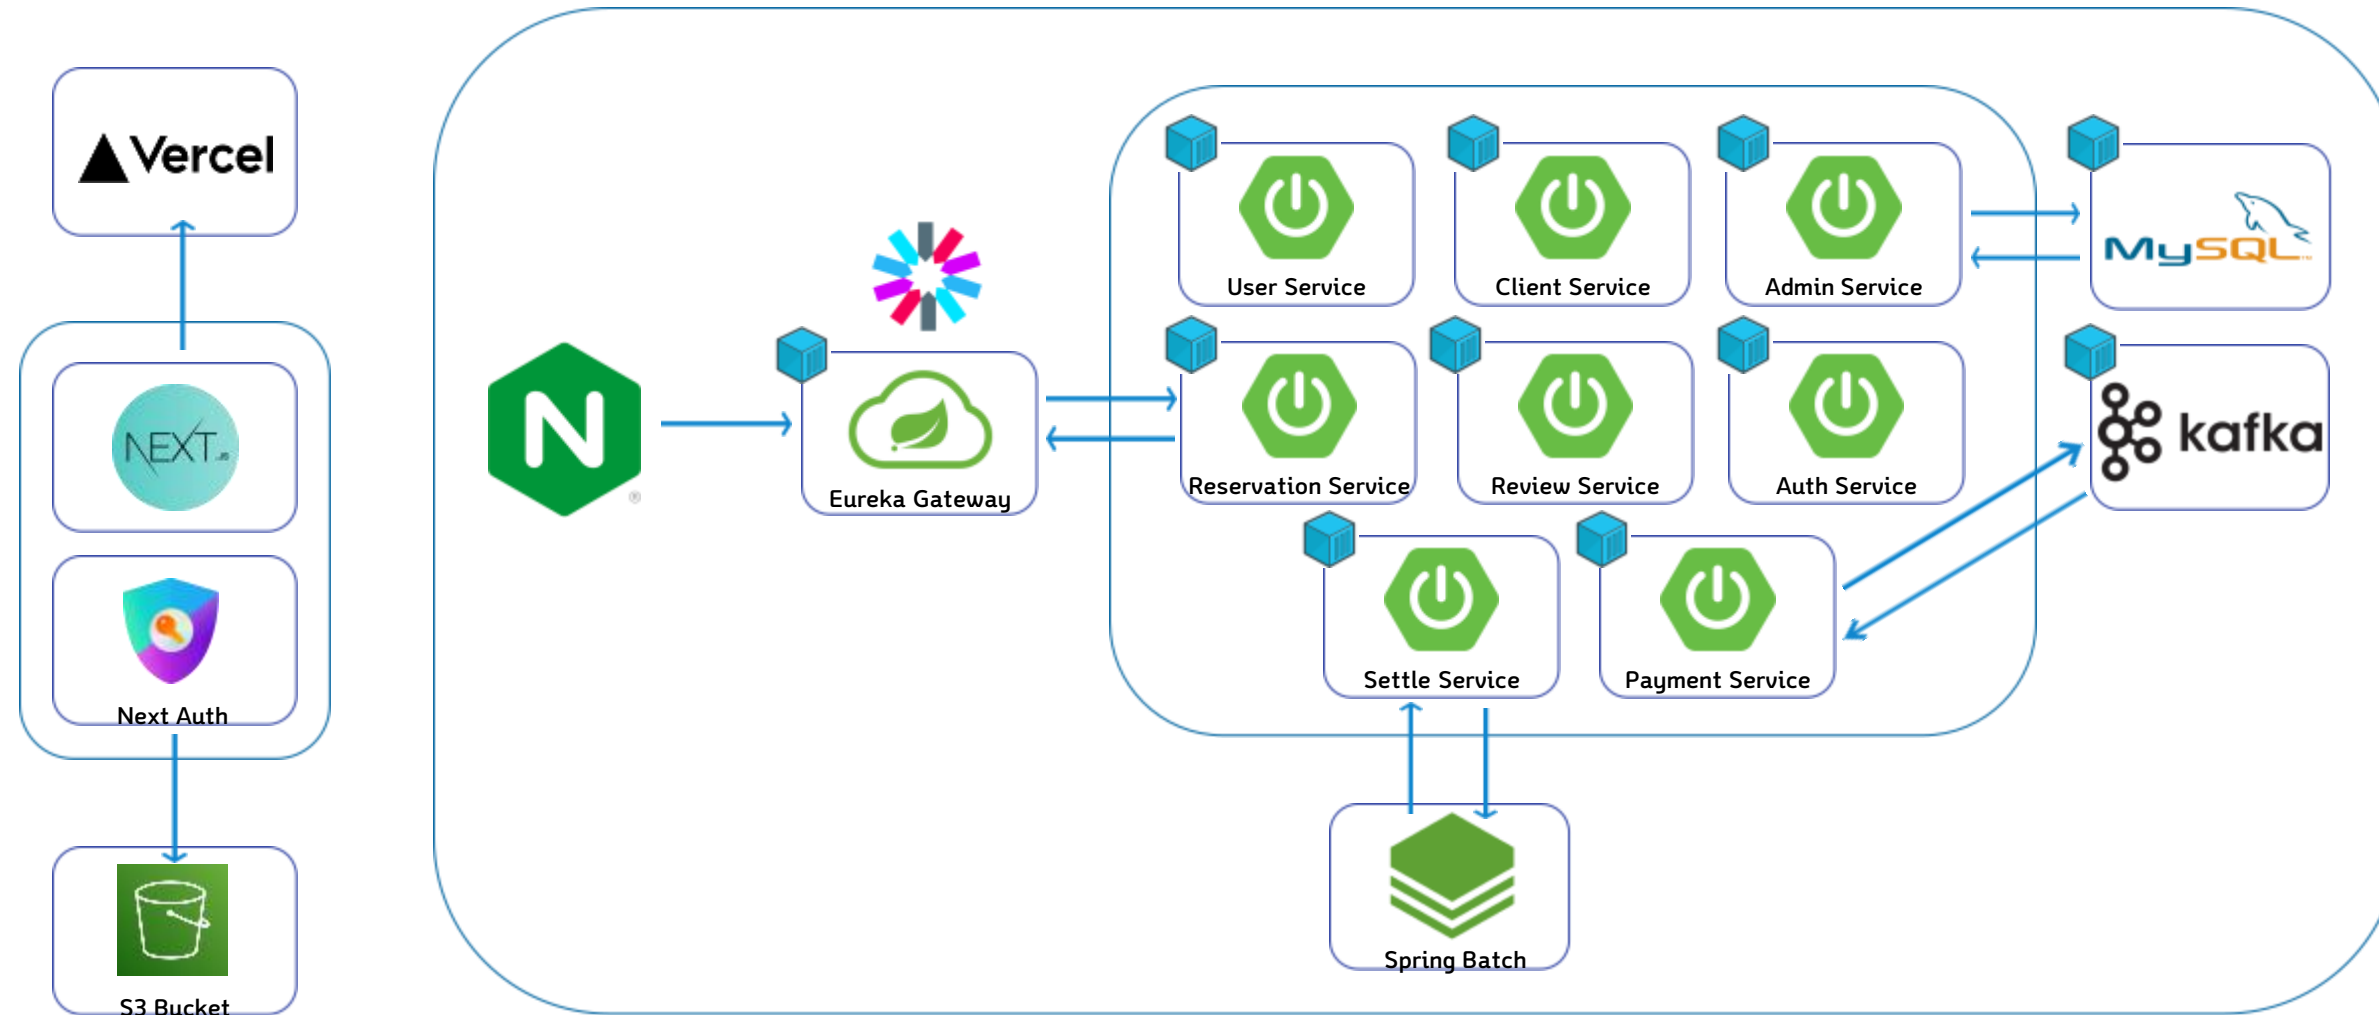 Vercel
NEXT.JS
Next Auth
S3 Bucket
N
®
Eureka Gateway
User Service
Client Service
Admin Service
Reservation Service
Review Service
Auth Service
Settle Service
Payment Service
Spring Batch
MySQL
kafka